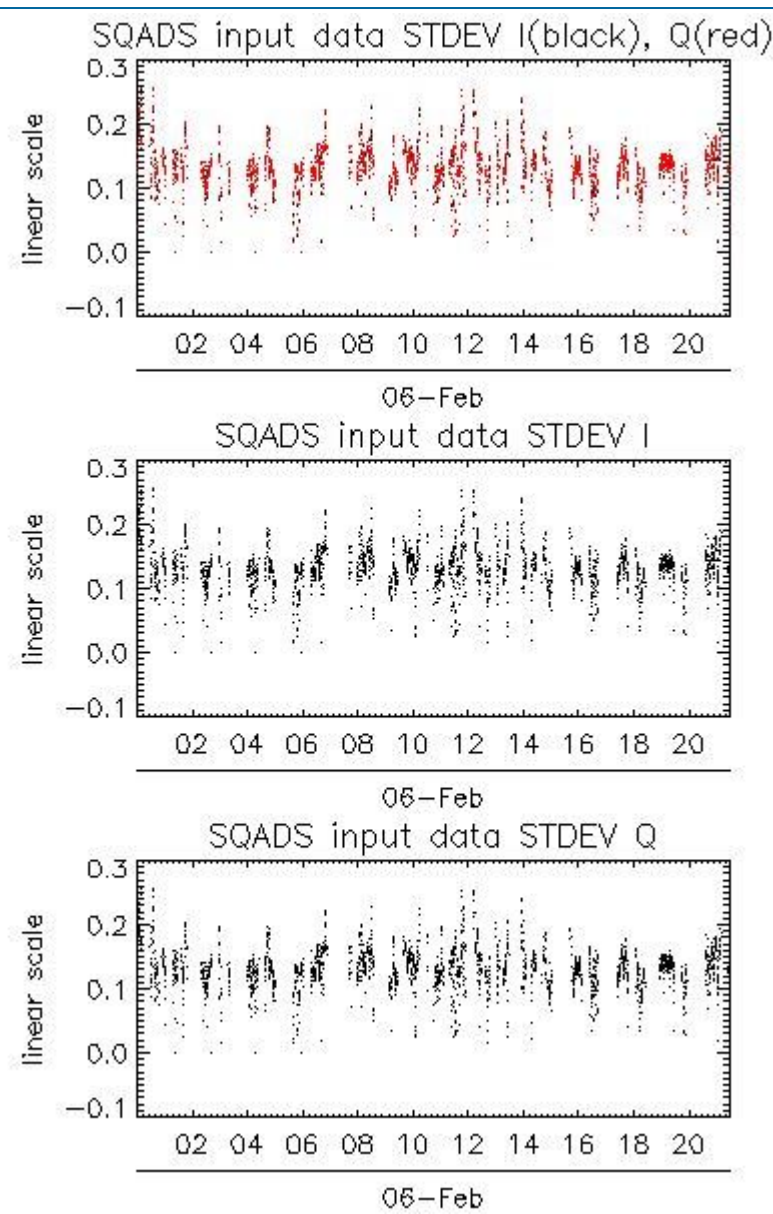 SQADS input data STDEV I(black), Q(red)
0.3
0.2
0.1
0.0
−0.1
linear scale
02 04 06 08 10 12 14 16 18 20
06−Feb
SQADS input data STDEV I
0.3
0.2
0.1
0.0
−0.1
linear scale
02 04 06 08 10 12 14 16 18 20
06−Feb
SQADS input data STDEV Q
0.3
0.2
0.1
0.0
−0.1
linear scale
02 04 06 08 10 12 14 16 18 20
06−Feb